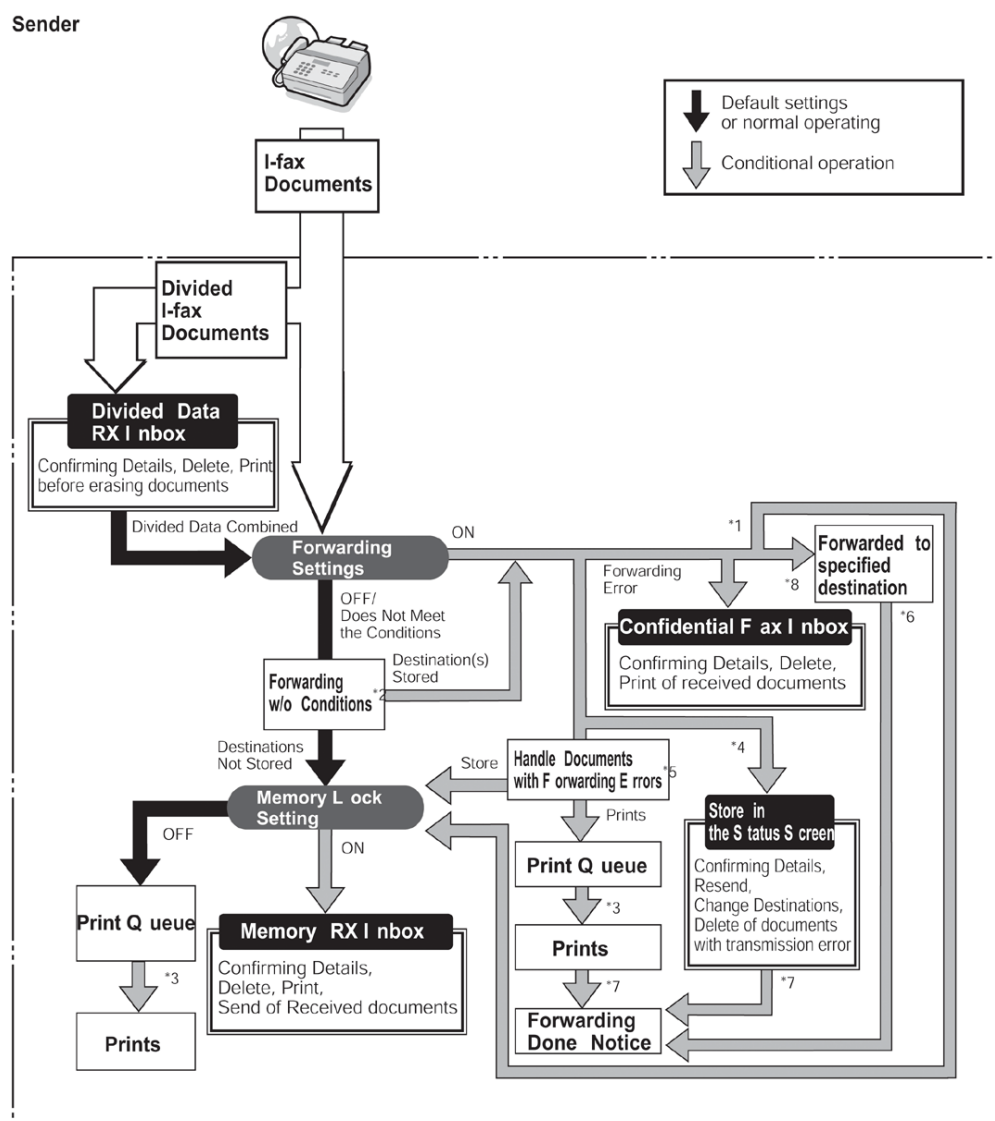 Sender
Default settings
or normal operating
Conditional operation
I-fax
Documents
Divided
I-fax
Documents
Divided Data
RX I nbox
Confirming Details, Delete, Print
before erasing documents
Divided Data Combined
Forwarding
Settings
ON
*1
Forwarding
Error
*8
Forwarded to
specified
destination
*6
Confidential F ax I nbox
Confirming Details, Delete,
Print of received documents
OFF/
Does Not Meet
the Conditions
Destination(s)
Stored
Forwarding
w/o Conditions
*2
Destinations
Not Stored
Store
Handle Documents
with F orwarding E rrors
*5
*4
Memory L ock
Setting
OFF
ON
Prints
Store in
the S tatus S creen
Confirming Details,
Resend,
Change Destinations,
Delete of documents
with transmission error
Print Q ueue
*3
Prints
*7
Forwarding
Done Notice
*7
Print Q ueue
*3
Prints
Memory RX I nbox
Confirming Details,
Delete, Print,
Send of Received documents